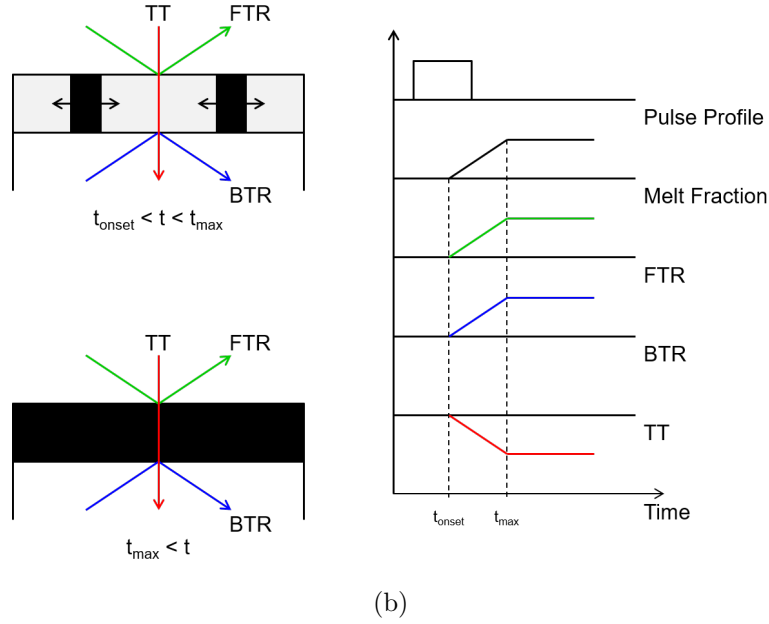 TT
FTR
BTR
t_onset < t < t_max
TT
FTR
BTR
t_max < t
Pulse Profile
Melt Fraction
FTR
BTR
TT
t_onset
t_max
Time
(b)